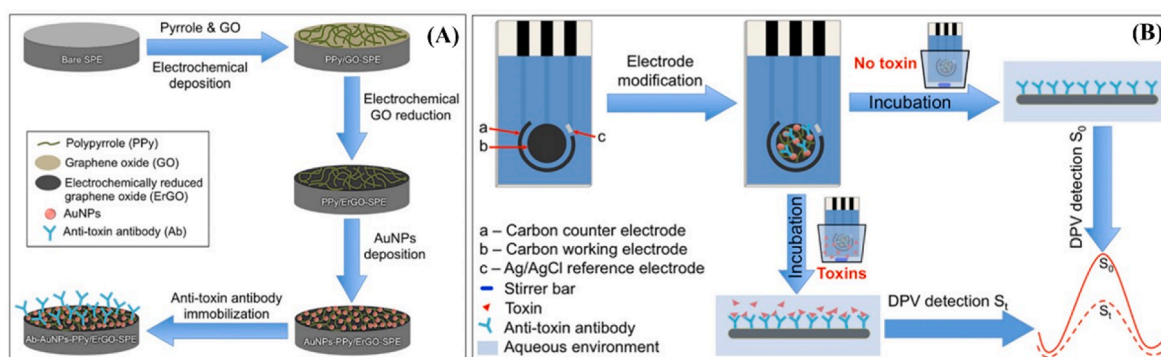 Pyrrole & GO
(A)
Bare SPE
Electrochemical
deposition
PPy/GO-SPE
Electrochemical
GO reduction
Polypyrrole (PPy)
Graphene oxide (GO)
Electrochemically reduced
graphene oxide (ErGO)
AuNPs
Anti-toxin antibody (Ab)
PPy/ErGO-SPE
AuNPs
deposition
Anti-toxin antibody
immobilization
Ab-AuNPs-PPy/ErGO-SPE
AuNPs-PPy/ErGO-SPE
(B)
Electrode
modification
No toxin
Incubation
a
b
c
DPV detection S₀
Incubation
Toxins
a – Carbon counter electrode
b – Carbon working electrode
c – Ag/AgCl reference electrode
Stirrer bar
Toxin
Anti-toxin antibody
Aqueous environment
DPV detection Sₜ
S₀
Sₜ